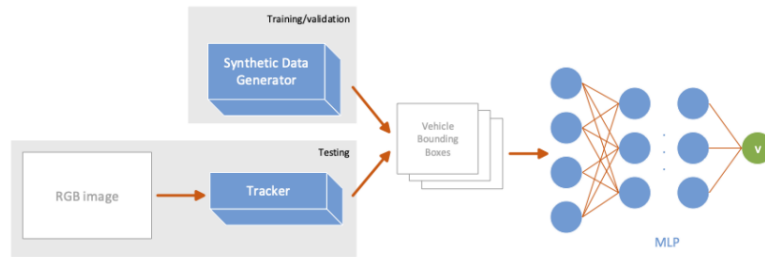 Training/validation
Synthetic Data
Generator
Testing
RGB image
Tracker
Vehicle
Bounding
Boxes
v
MLP